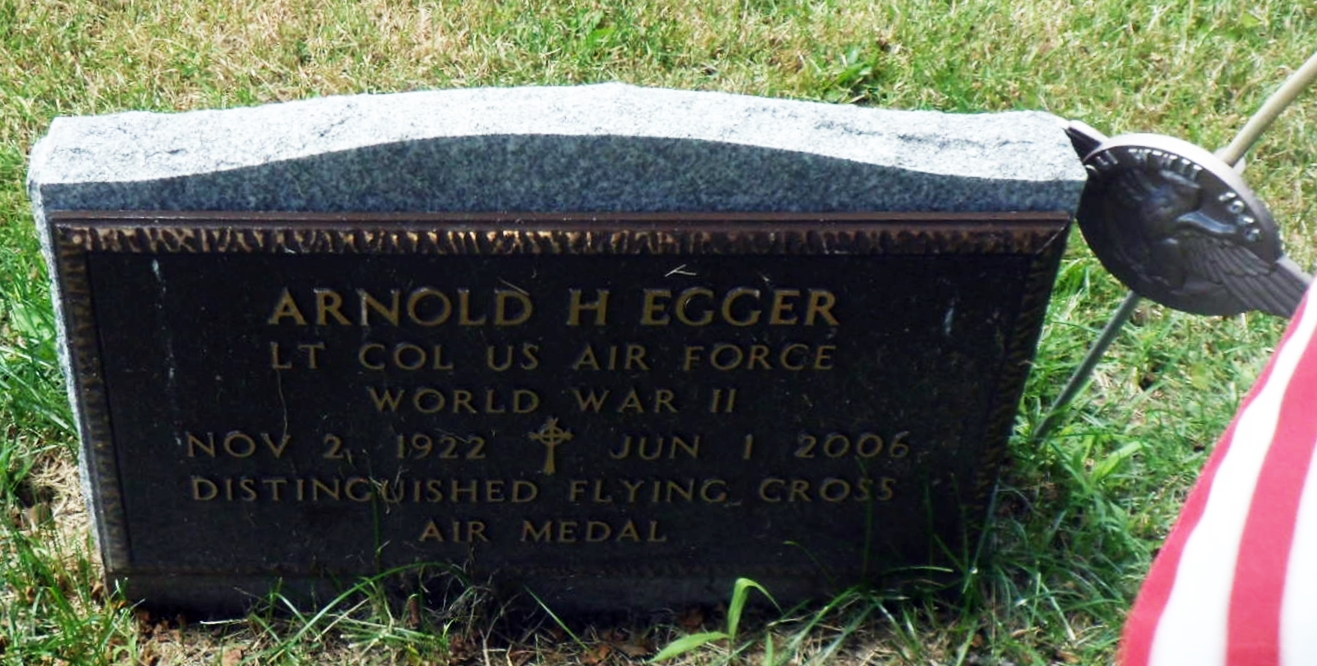 ARNOLD H EGGER
LT COL US AIR FORCE
WORLD WAR II
NOV 2, 1922 JUN 1 2006
DISTINGUISHED FLYING CROSS
AIR MEDAL